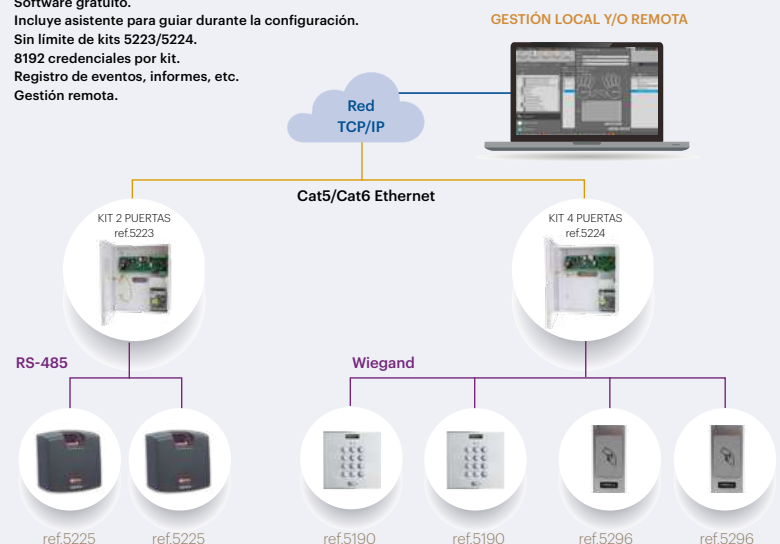 Software gratuito.
Incluye asistente para guiar durante la configuración.
Sin límite de kits 5223/5224.
8192 credenciales por kit.
Registro de eventos, informes, etc.
Gestión remota.
GESTIÓN LOCAL Y/O REMOTA
Red
TCP/IP
Cat5/Cat6 Ethernet
KIT 2 PUERTAS
ref.5223
KIT 4 PUERTAS
ref.5224
RS-485
Wiegand
ref.5225
ref.5225
ref.5190
ref.5190
ref.5296
ref.5296